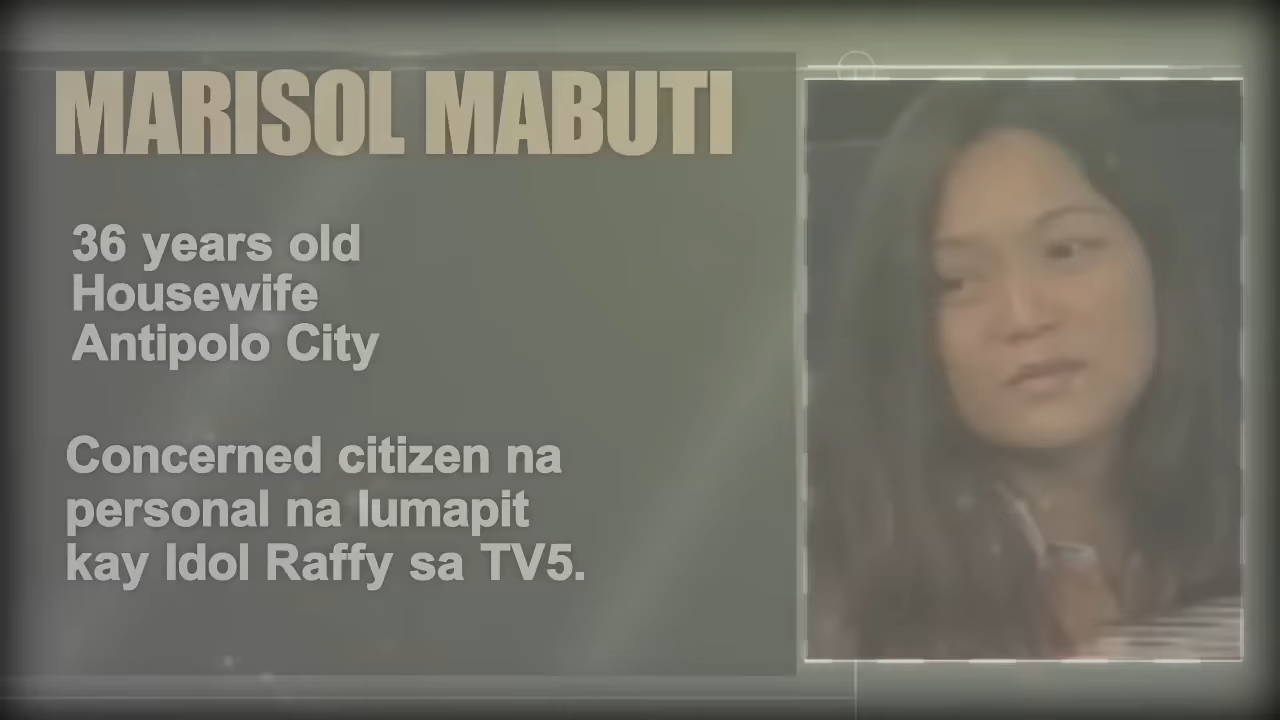 MARISOL MABUTI
36 years old
Housewife
Antipolo City
Concerned citizen na
personal na lumapit
kay Idol Raffy sa TV5.